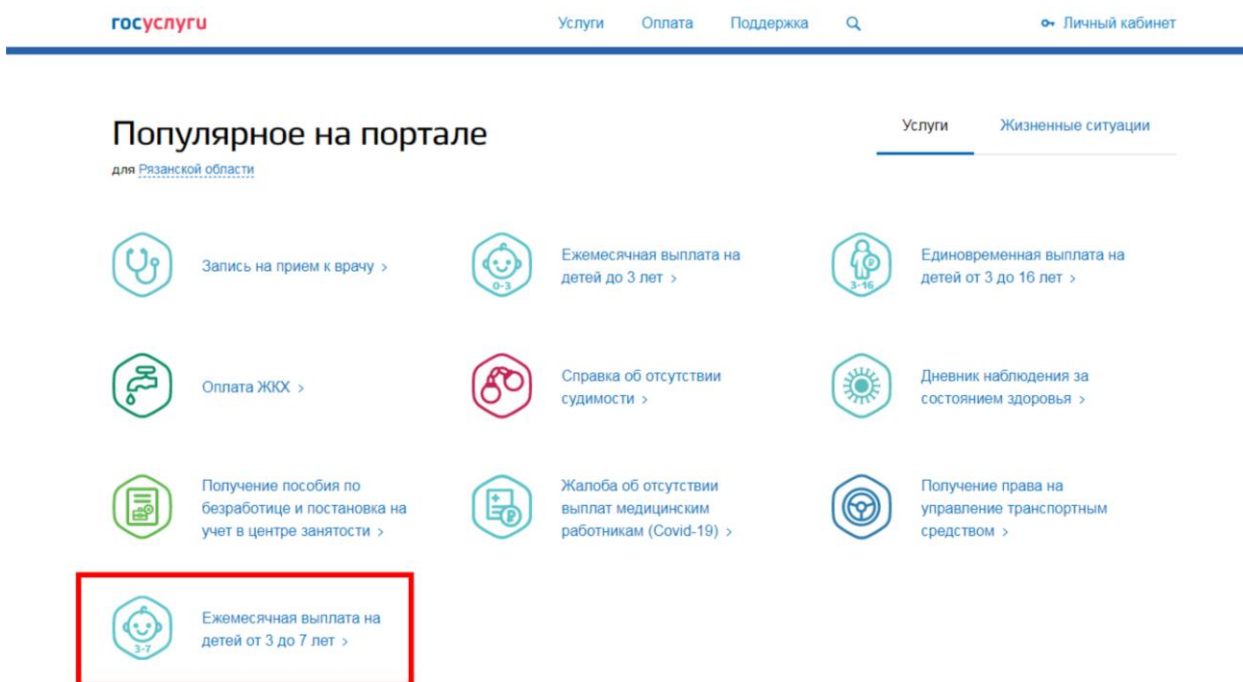 госуслуги
Услуги Оплата Поддержка Личный кабинет
Популярное на портале
Услуги Жизненные ситуации
для Рязанской области
Запись на прием к врачу >
0-3
Ежемесячная выплата на
детей до 3 лет >
3-16
Единовременная выплата на
детей от 3 до 16 лет >
Оплата ЖКХ >
Справка об отсутствии
судимости >
Дневник наблюдения за
состоянием здоровья >
Получение пособия по
безработице и постановка на
учет в центре занятости >
Жалоба об отсутствии
выплат медицинским
работникам (Covid-19) >
Получение права на
управление транспортным
средством >
3-7
Ежемесячная выплата на
детей от 3 до 7 лет >